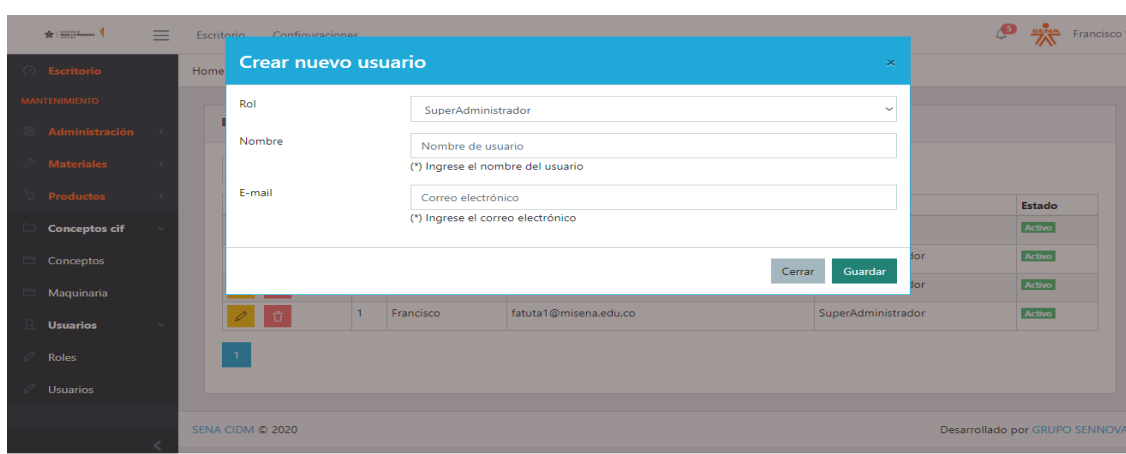 Escritorio Configuraciones
5
SENA
Francisco
Escritorio
Home
MANTENIMIENTO
Administración
Materiales
Productos
Conceptos cif
Conceptos
Maquinaria
Usuarios
Roles
Usuarios
Crear nuevo usuario ×
Rol SuperAdministrador
Nombre Nombre de usuario
(*) Ingrese el nombre del usuario
E-mail Correo electrónico
(*) Ingrese el correo electrónico
Cerrar Guardar
Estado
Activo
dor Activo
dor Activo
1 Francisco fatuta1@misena.edu.co SuperAdministrador Activo
1
SENA CIDM © 2020 Desarrollado por GRUPO SENNOVA